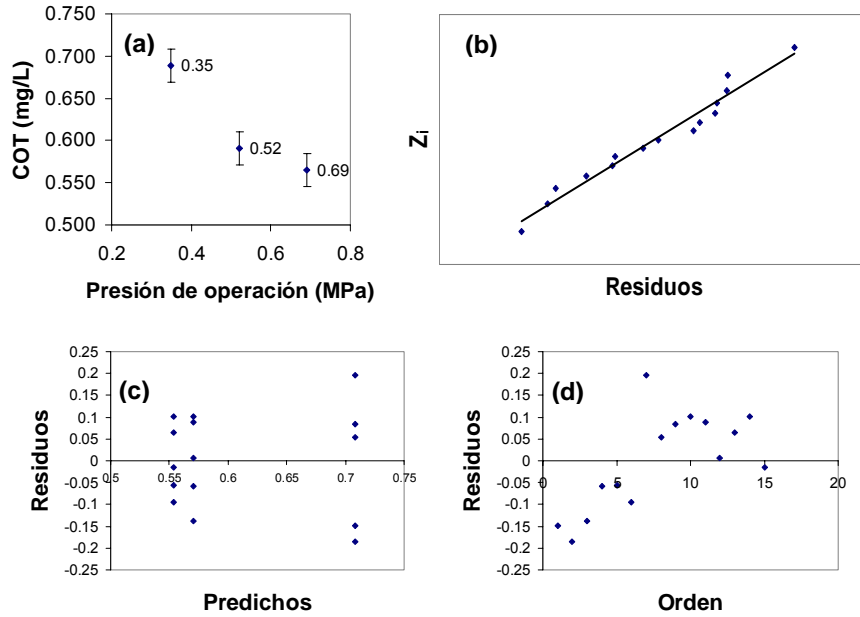 (a)
COT (mg/L)
0.750
0.700
0.650
0.600
0.550
0.500
0.35
0.52
0.69
0.2 0.4 0.6 0.8
Presión de operación (MPa)
(b)
Zi
Residuos
(c)
Residuos
0.25
0.2
0.15
0.1
0.05
0
-0.05
-0.1
-0.15
-0.2
-0.25
0.5 0.55 0.6 0.65 0.7 0.75
Predichos
(d)
Residuos
0.25
0.2
0.15
0.1
0.05
0
-0.05
-0.1
-0.15
-0.2
-0.25
0 5 10 15 20
Orden